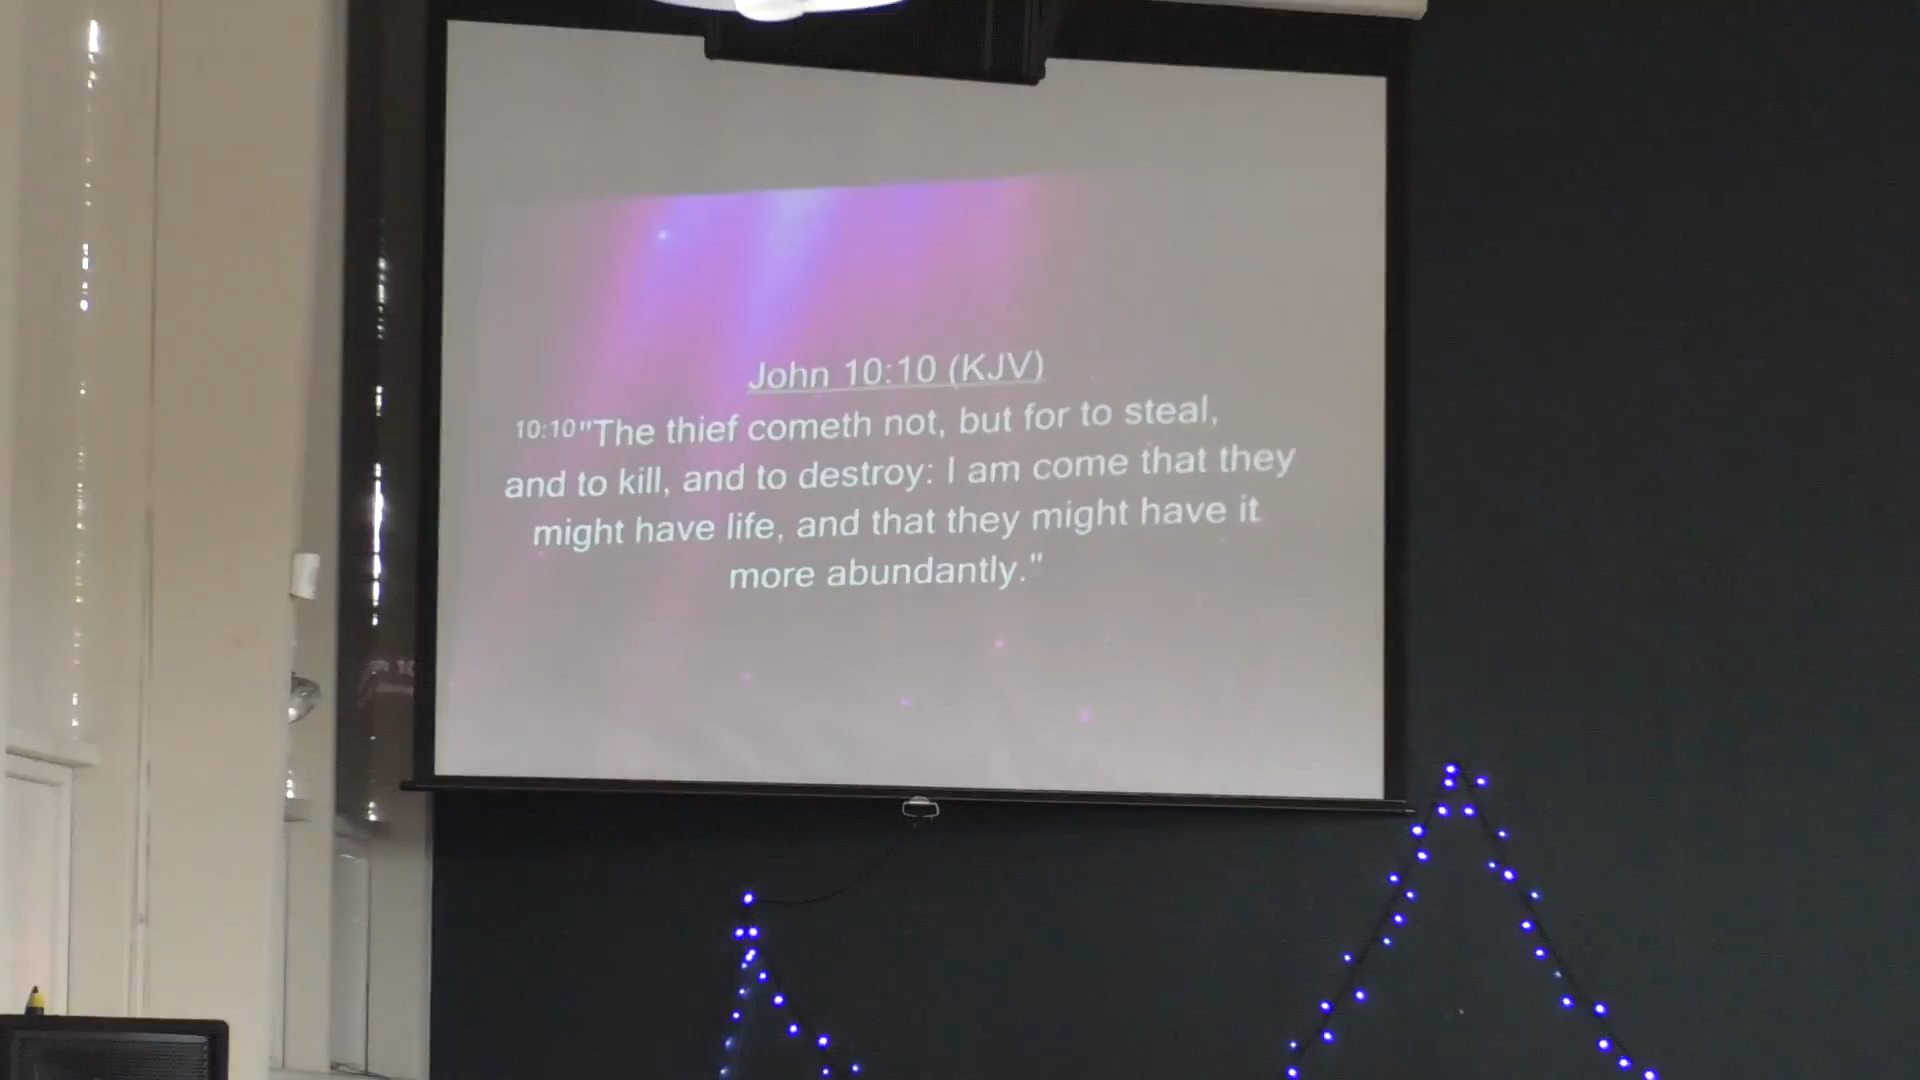 John 10:10 (KJV)
10:10"The thief cometh not, but for to steal,
and to kill, and to destroy: I am come that they
might have life, and that they might have it
more abundantly."